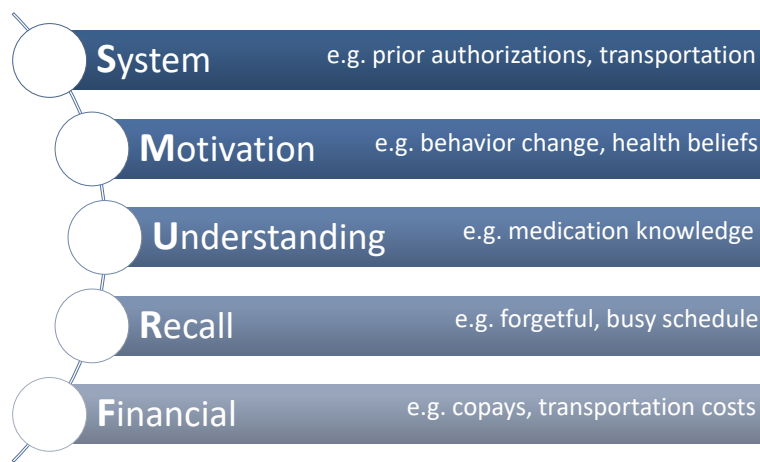 System e.g. prior authorizations, transportation
Motivation e.g. behavior change, health beliefs
Understanding e.g. medication knowledge
Recall e.g. forgetful, busy schedule
Financial e.g. copays, transportation costs